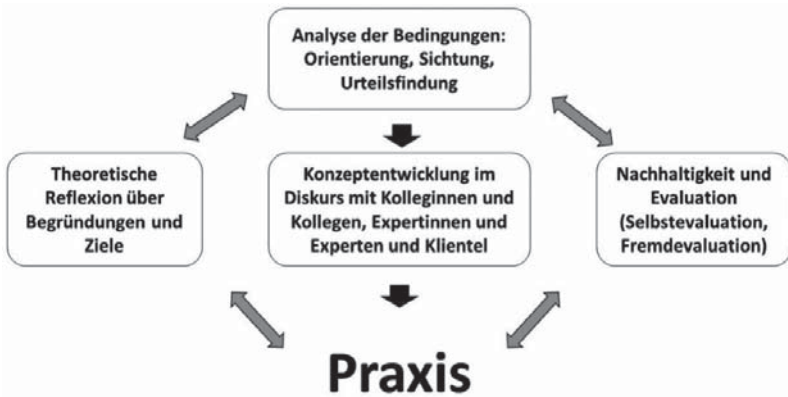 Analyse der Bedingungen:
Orientierung, Sichtung,
Urteilsfindung
Theoretische
Reflexion über
Begründungen und
Ziele
Konzeptentwicklung im
Diskurs mit Kolleginnen und
Kollegen, Expertinnen und
Experten und Klientel
Nachhaltigkeit und
Evaluation
(Selbstevaluation,
Fremdevaluation)
Praxis